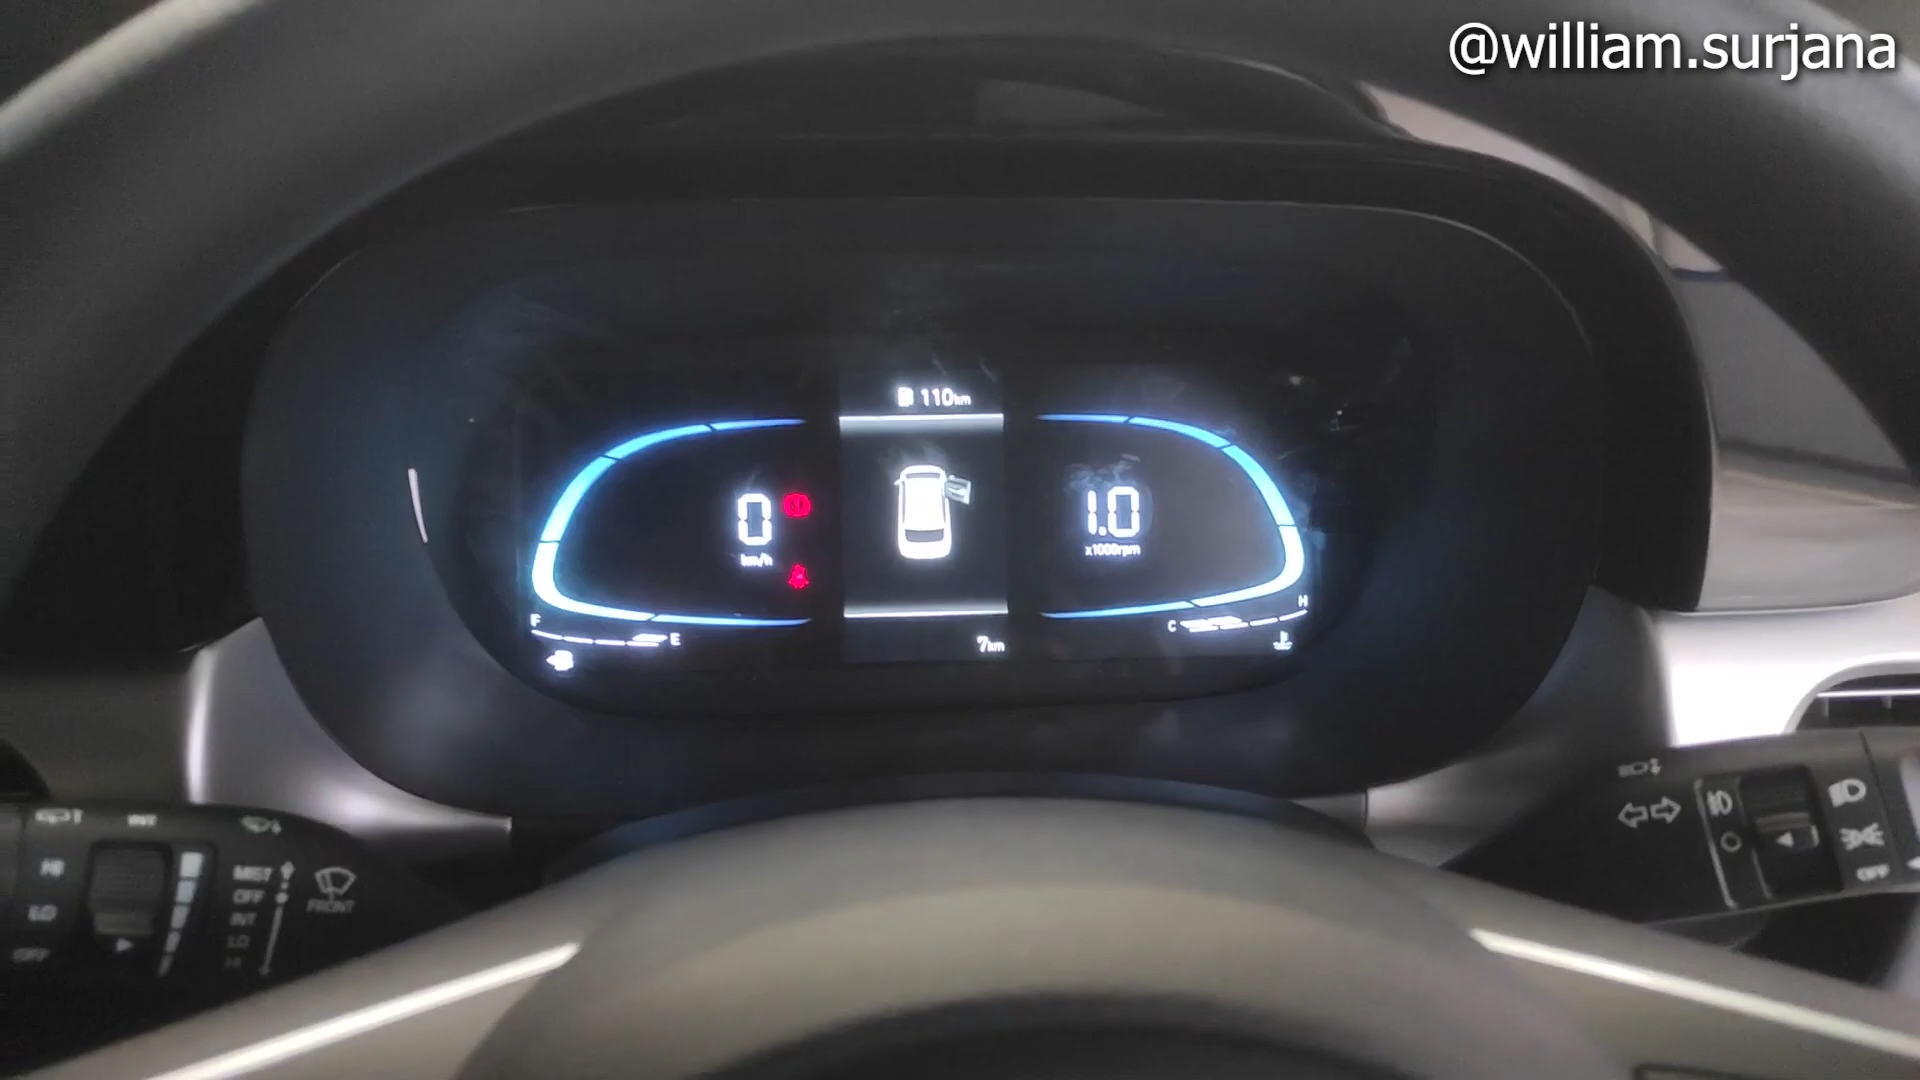 @william.surjana
110km
0
km/h
1.0
x1000rpm
F
E
C
H
7km
INT
HI
LO
OFF
MIST
OFF
INT
LO
HI
FRONT
OFF